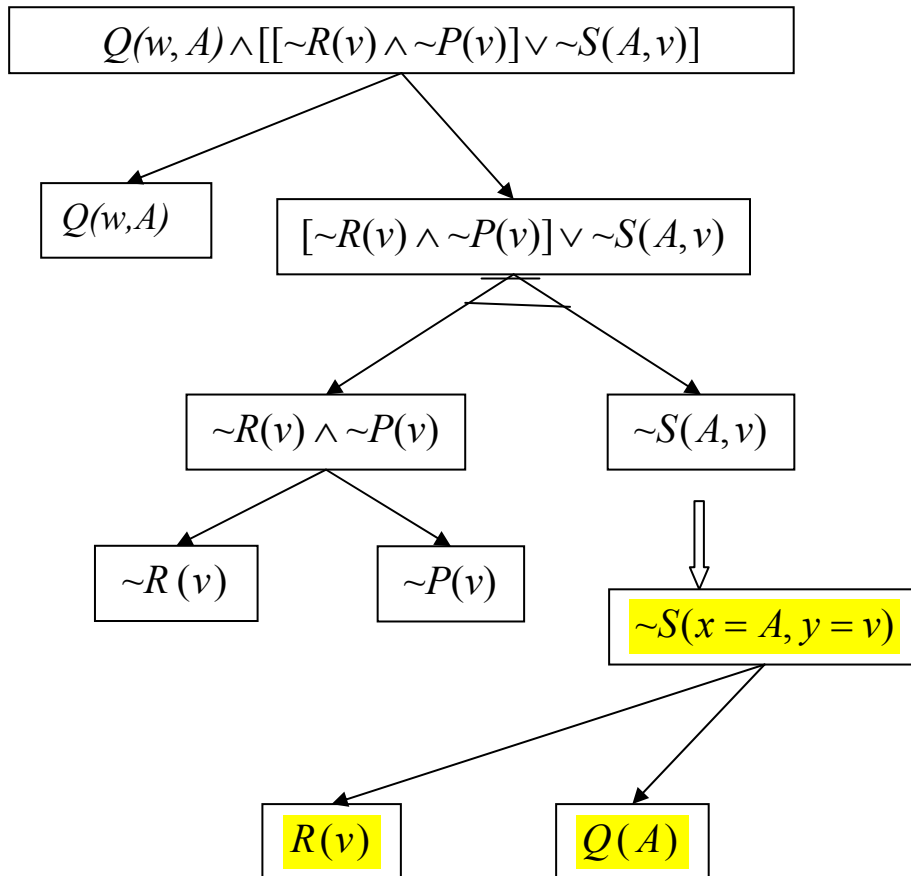 Q(w, A) ∧ [[~R(v) ∧ ~P(v)] ∨ ~S(A, v)]
Q(w,A)
[~R(v) ∧ ~P(v)] ∨ ~S(A, v)
~R(v) ∧ ~P(v)
~S(A, v)
~R (v)
~P(v)
~S(x = A, y = v)
R(v)
Q(A)